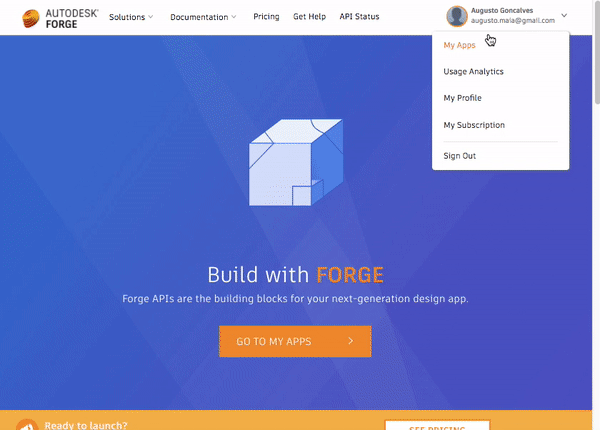 AUTODESK®
FORGE
Solutions
Documentation
Pricing
Get Help
API Status
Augusto Goncalves
augusto.maia@gmail.com
My Apps
Usage Analytics
My Profile
My Subscription
Sign Out
Build with FORGE
Forge APIs are the building blocks for your next-generation design app.
GO TO MY APPS
Ready to launch?
SEE PRICING